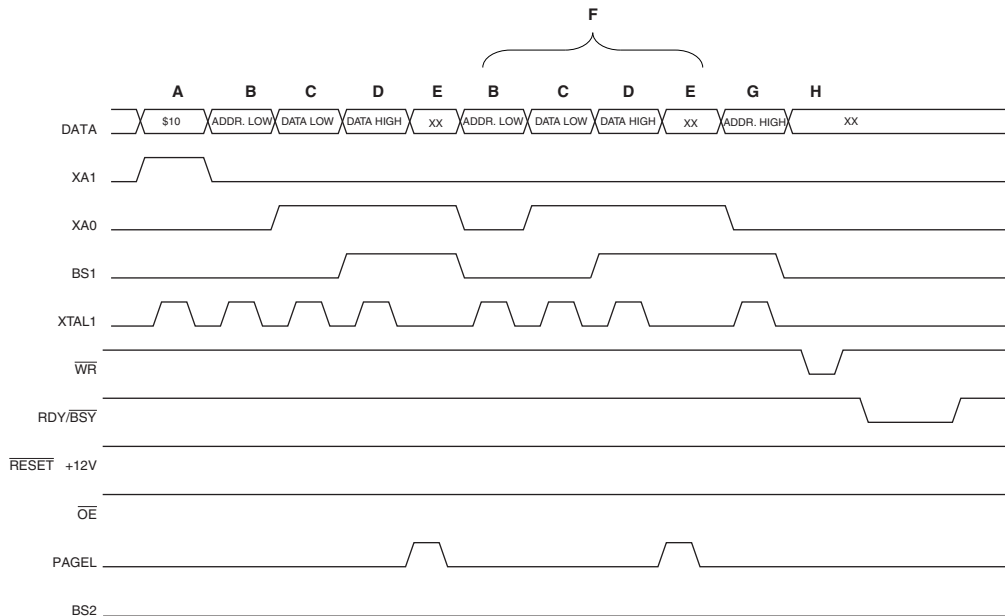 F
A B C D E B C D E G H
DATA $10 ADDR. LOW DATA LOW DATA HIGH XX ADDR. LOW DATA LOW DATA HIGH XX ADDR. HIGH XX
XA1
XA0
BS1
XTAL1
WR
RDY/BSY
RESET +12V
OE
PAGEL
BS2